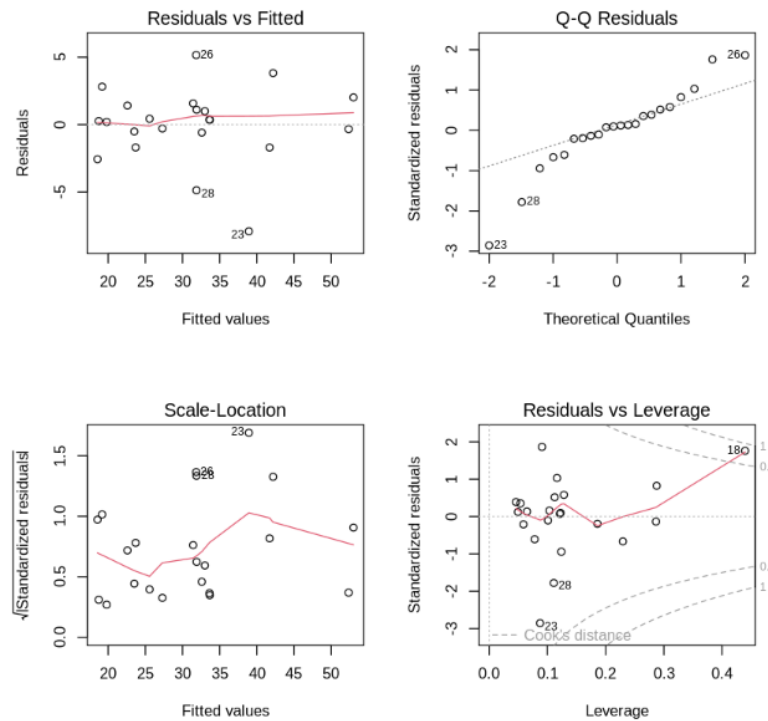 Residuals vs Fitted
Residuals
5
0
-5
26
28
23
20 25 30 35 40 45 50
Fitted values
Q-Q Residuals
Standardized residuals
2
1
0
-1
-2
-3
26
28
23
-2 -1 0 1 2
Theoretical Quantiles
Scale-Location
√|Standardized residuals|
1.5
1.0
0.5
0.0
23
26
28
20 25 30 35 40 45 50
Fitted values
Residuals vs Leverage
Standardized residuals
2
1
0
-1
-2
-3
18
28
23
1
0.
0.
1
Cook's distance
0.0 0.1 0.2 0.3 0.4
Leverage